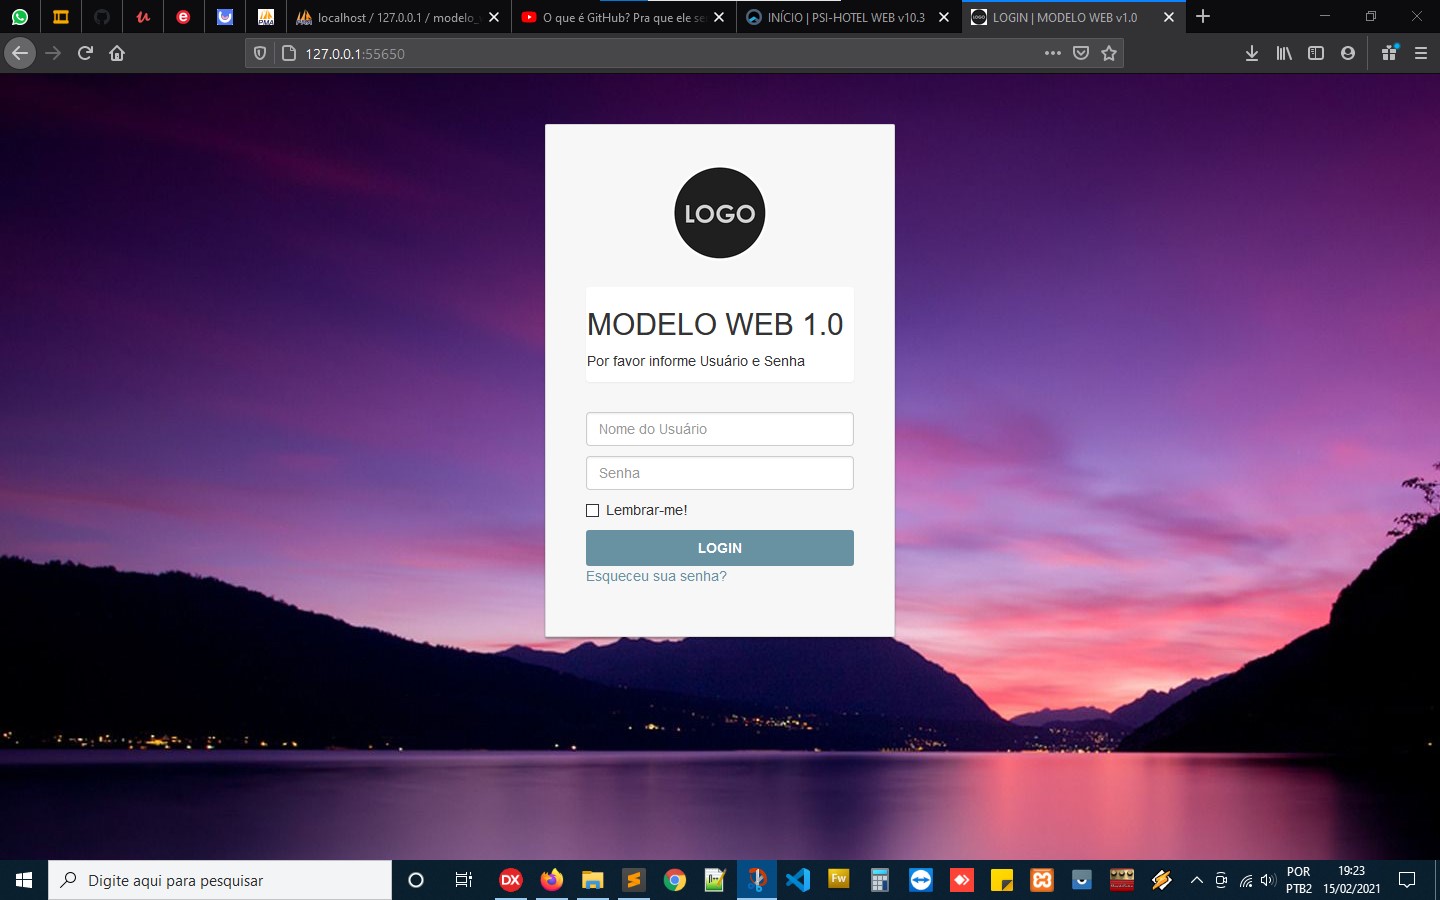 localhost / 127.0.0.1 / modelo_
O que é GitHub? Pra que ele se
INÍCIO | PSI-HOTEL WEB v10.3
LOGIN | MODELO WEB v1.0
127.0.0.1:55650
LOGO
MODELO WEB 1.0
Por favor informe Usuário e Senha
Nome do Usuário
Senha
Lembrar-me!
LOGIN
Esqueceu sua senha?
Digite aqui para pesquisar
DX
Fw
POR
PTB2
19:23
15/02/2021